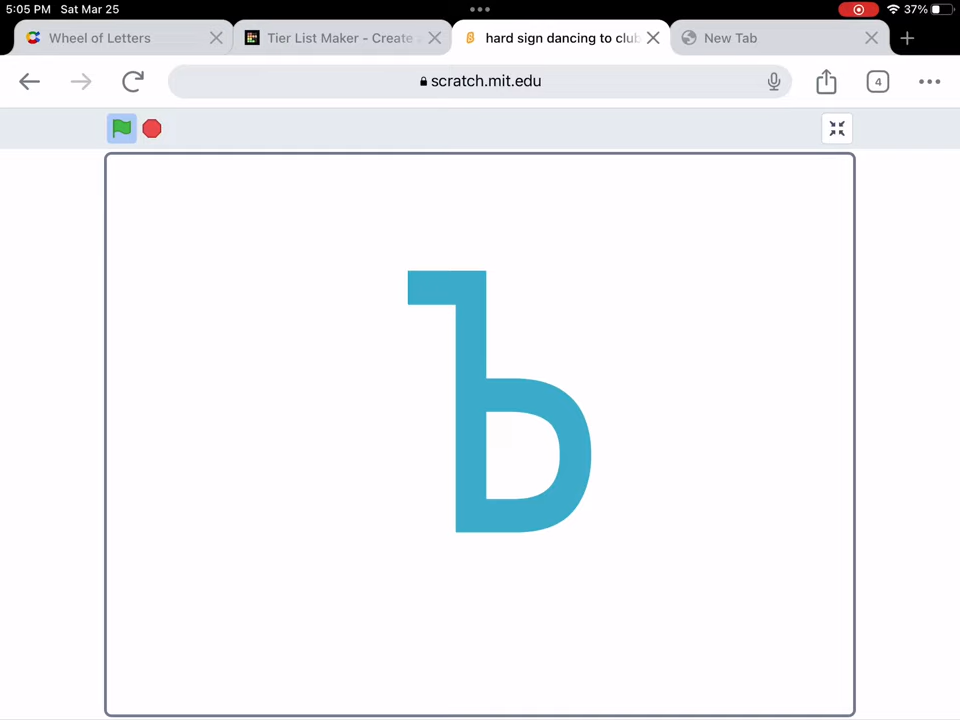 5:05 PM Sat Mar 25 37%
Wheel of Letters Tier List Maker - Create hard sign dancing to club New Tab
scratch.mit.edu 4
Ъ